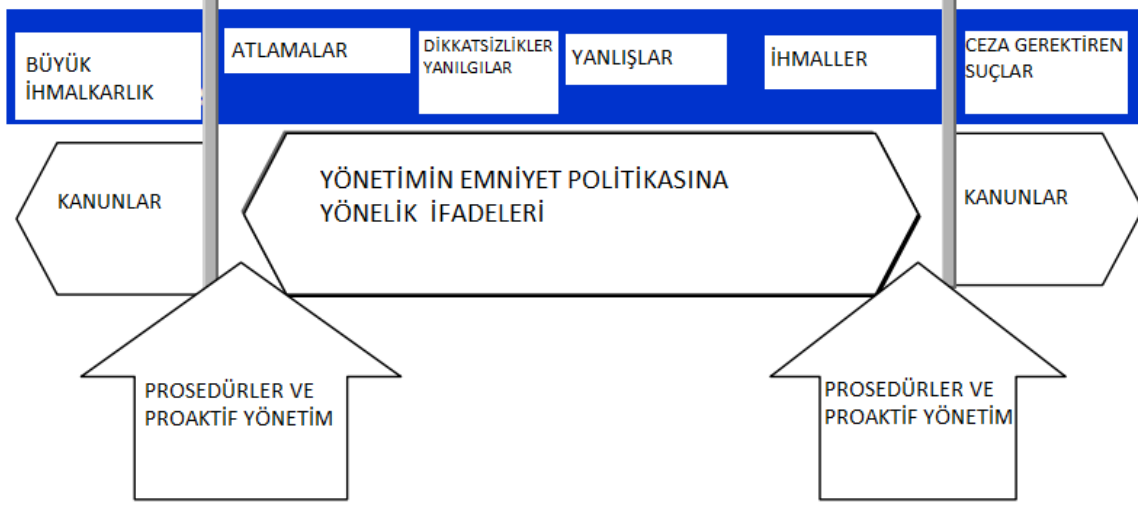 BÜYÜK
İHMALKARLIK
ATLAMALAR
DİKKATSİZLİKLER
YANILGILAR
YANLIŞLAR
İHMALLER
CEZA GEREKTİREN
SUÇLAR
KANUNLAR
YÖNETİMİN EMNİYET POLİTİKASINA
YÖNELİK İFADELERİ
KANUNLAR
PROSEDÜRLER VE
PROAKTİF YÖNETİM
PROSEDÜRLER VE
PROAKTİF YÖNETİM